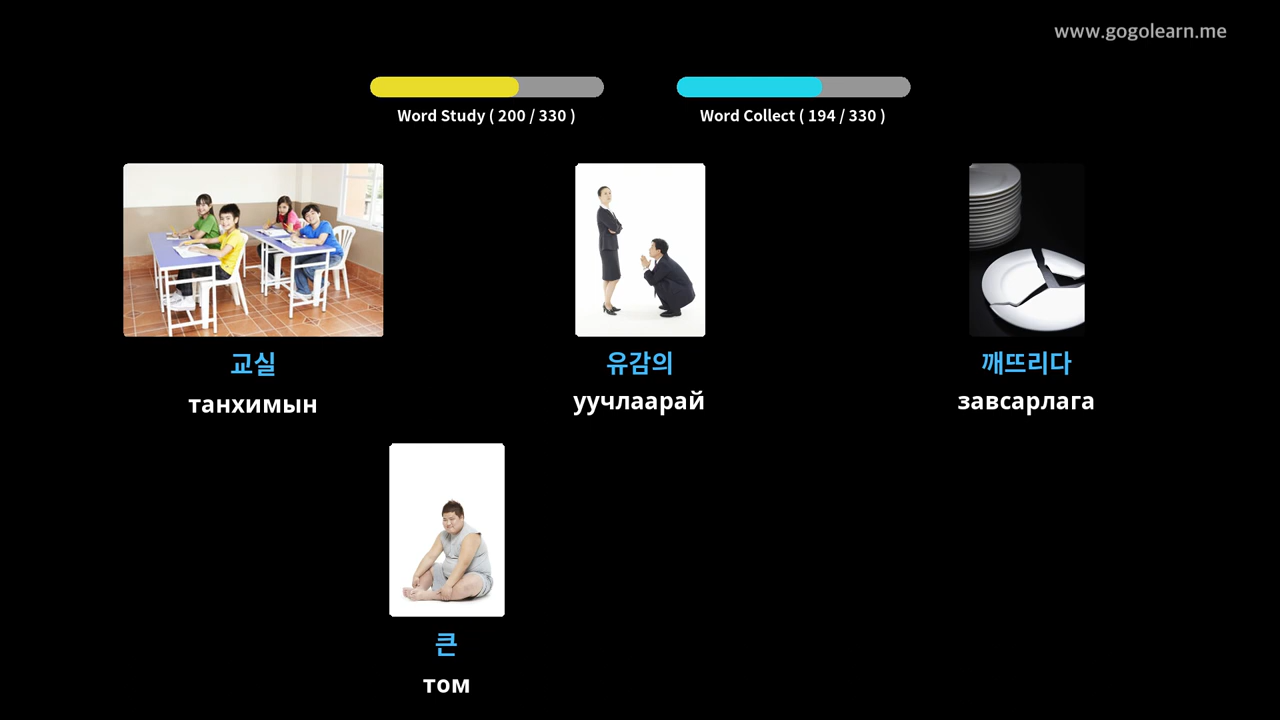 www.gogolearn.me
Word Study ( 200 / 330 )
Word Collect ( 194 / 330 )
교실
танхимын
유감의
уучлаарай
깨뜨리다
завсарлага
큰
том